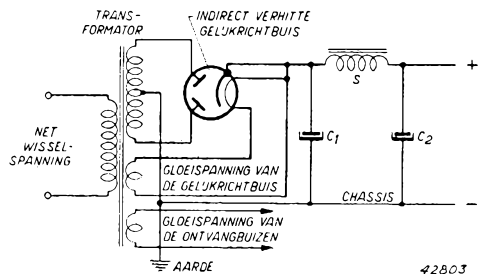 TRANS-
FORMATOR
INDIRECT VERHITTE
GELIJKRICHTBUIS
NET
WISSEL-
SPANNING
S
+
C1
C2
GLOEISPANNING VAN
DE GELIJKRICHTBUIS
CHASSIS
−
GLOEISPANNING VAN
DE ONTVANGBUIZEN
AARDE
42803